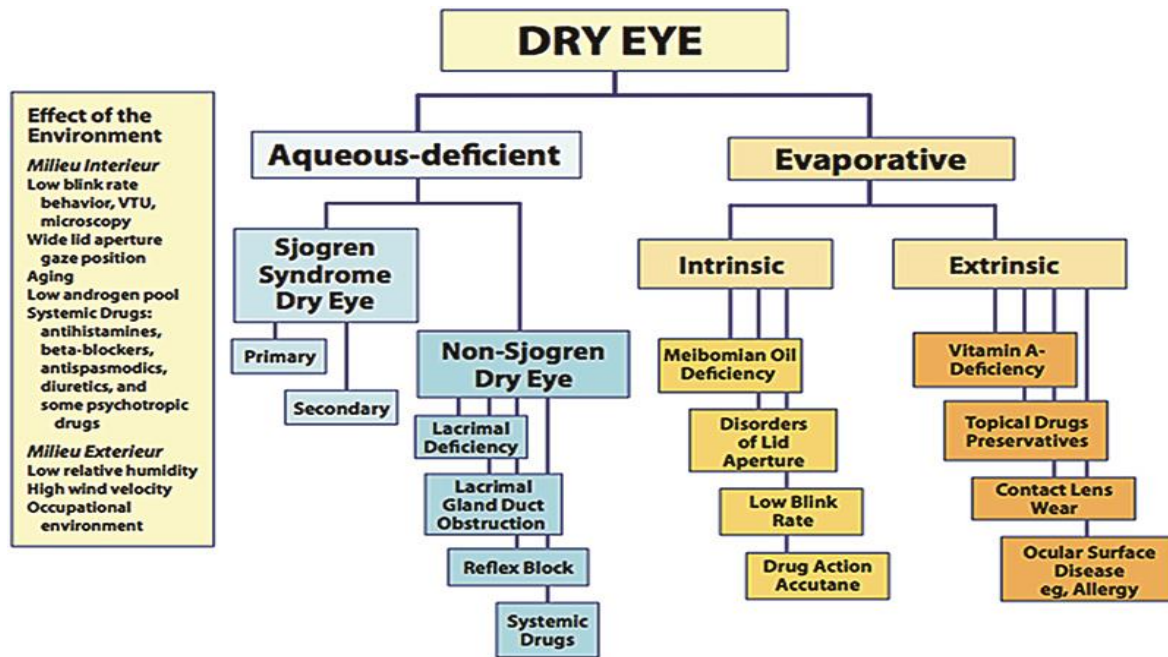 DRY EYE
Effect of the
Environment
Milieu Interieur
Low blink rate
behavior, VTU,
microscopy
Wide lid aperture
gaze position
Aging
Low androgen pool
Systemic Drugs:
antihistamines,
beta-blockers,
antispasmodics,
diuretics, and
some psychotropic
drugs
Milieu Exterieur
Low relative humidity
High wind velocity
Occupational
environment
Aqueous-deficient
Evaporative
Sjogren
Syndrome
Dry Eye
Primary
Secondary
Non-Sjogren
Dry Eye
Lacrimal
Deficiency
Lacrimal
Gland Duct
Obstruction
Reflex Block
Systemic
Drugs
Intrinsic
Meibomian Oil
Deficiency
Disorders
of Lid
Aperture
Low Blink
Rate
Drug Action
Accutane
Extrinsic
Vitamin A-
Deficiency
Topical Drugs
Preservatives
Contact Lens
Wear
Ocular Surface
Disease
eg, Allergy